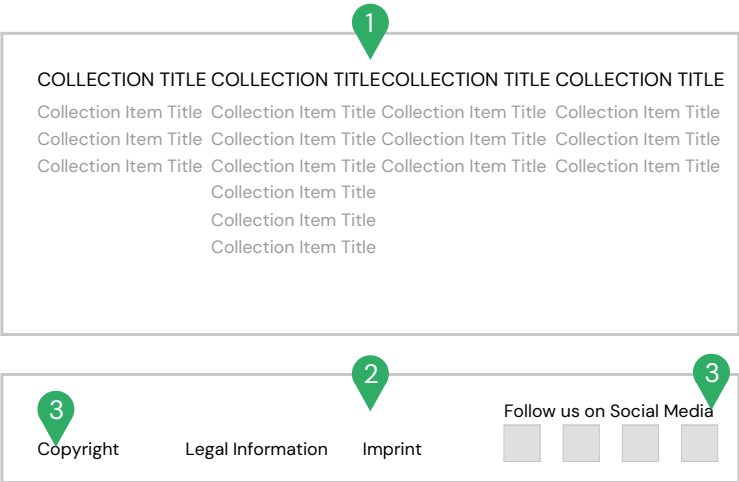 1
COLLECTION TITLE COLLECTION TITLE COLLECTION TITLE COLLECTION TITLE
Collection Item Title Collection Item Title Collection Item Title Collection Item Title
Collection Item Title Collection Item Title Collection Item Title Collection Item Title
Collection Item Title Collection Item Title Collection Item Title Collection Item Title
Collection Item Title
Collection Item Title
Collection Item Title
2
3
3
Follow us on Social Media
Copyright Legal Information Imprint